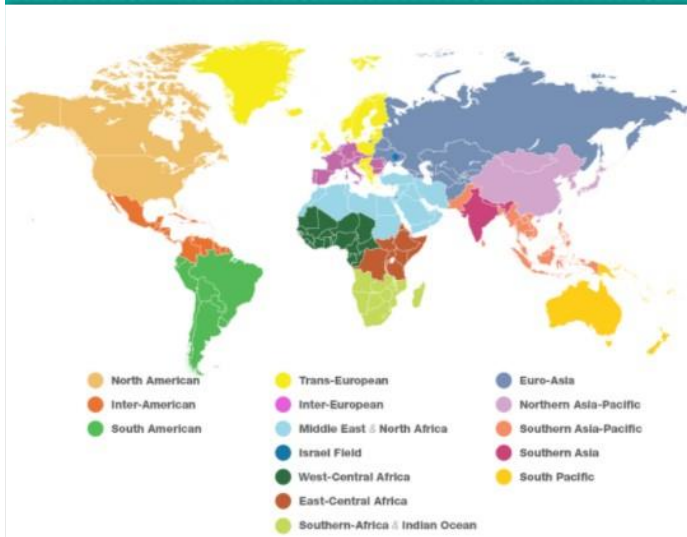 North American
Inter-American
South American
Trans-European
Inter-European
Middle East & North Africa
Israel Field
West-Central Africa
East-Central Africa
Southern-Africa & Indian Ocean
Euro-Asia
Northern Asia-Pacific
Southern Asia-Pacific
Southern Asia
South Pacific